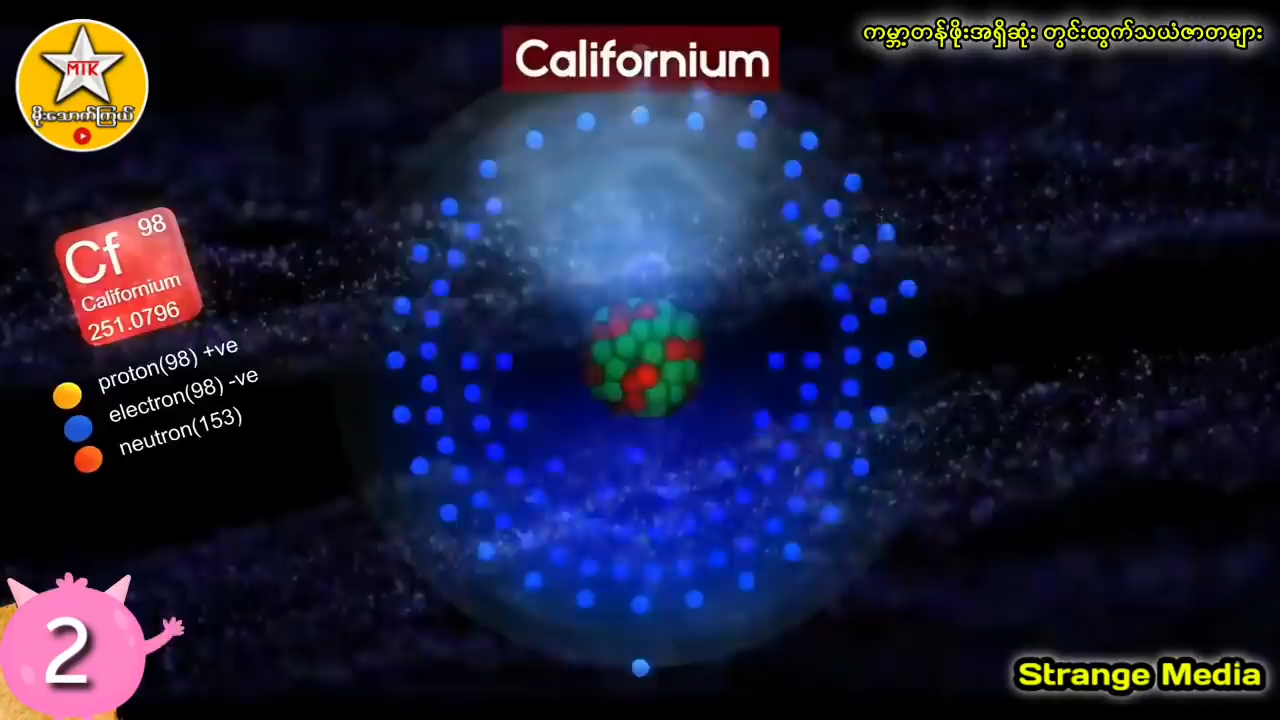 MTK
မိုးသောက်ကြယ်
Californium
ကမ္ဘာ့တန်ဖိုးအရှိဆုံး တွင်းထွက်သယံဇာတများ
98
Cf
Californium
251.0796
proton(98) +ve
electron(98) -ve
neutron(153)
2
Strange Media